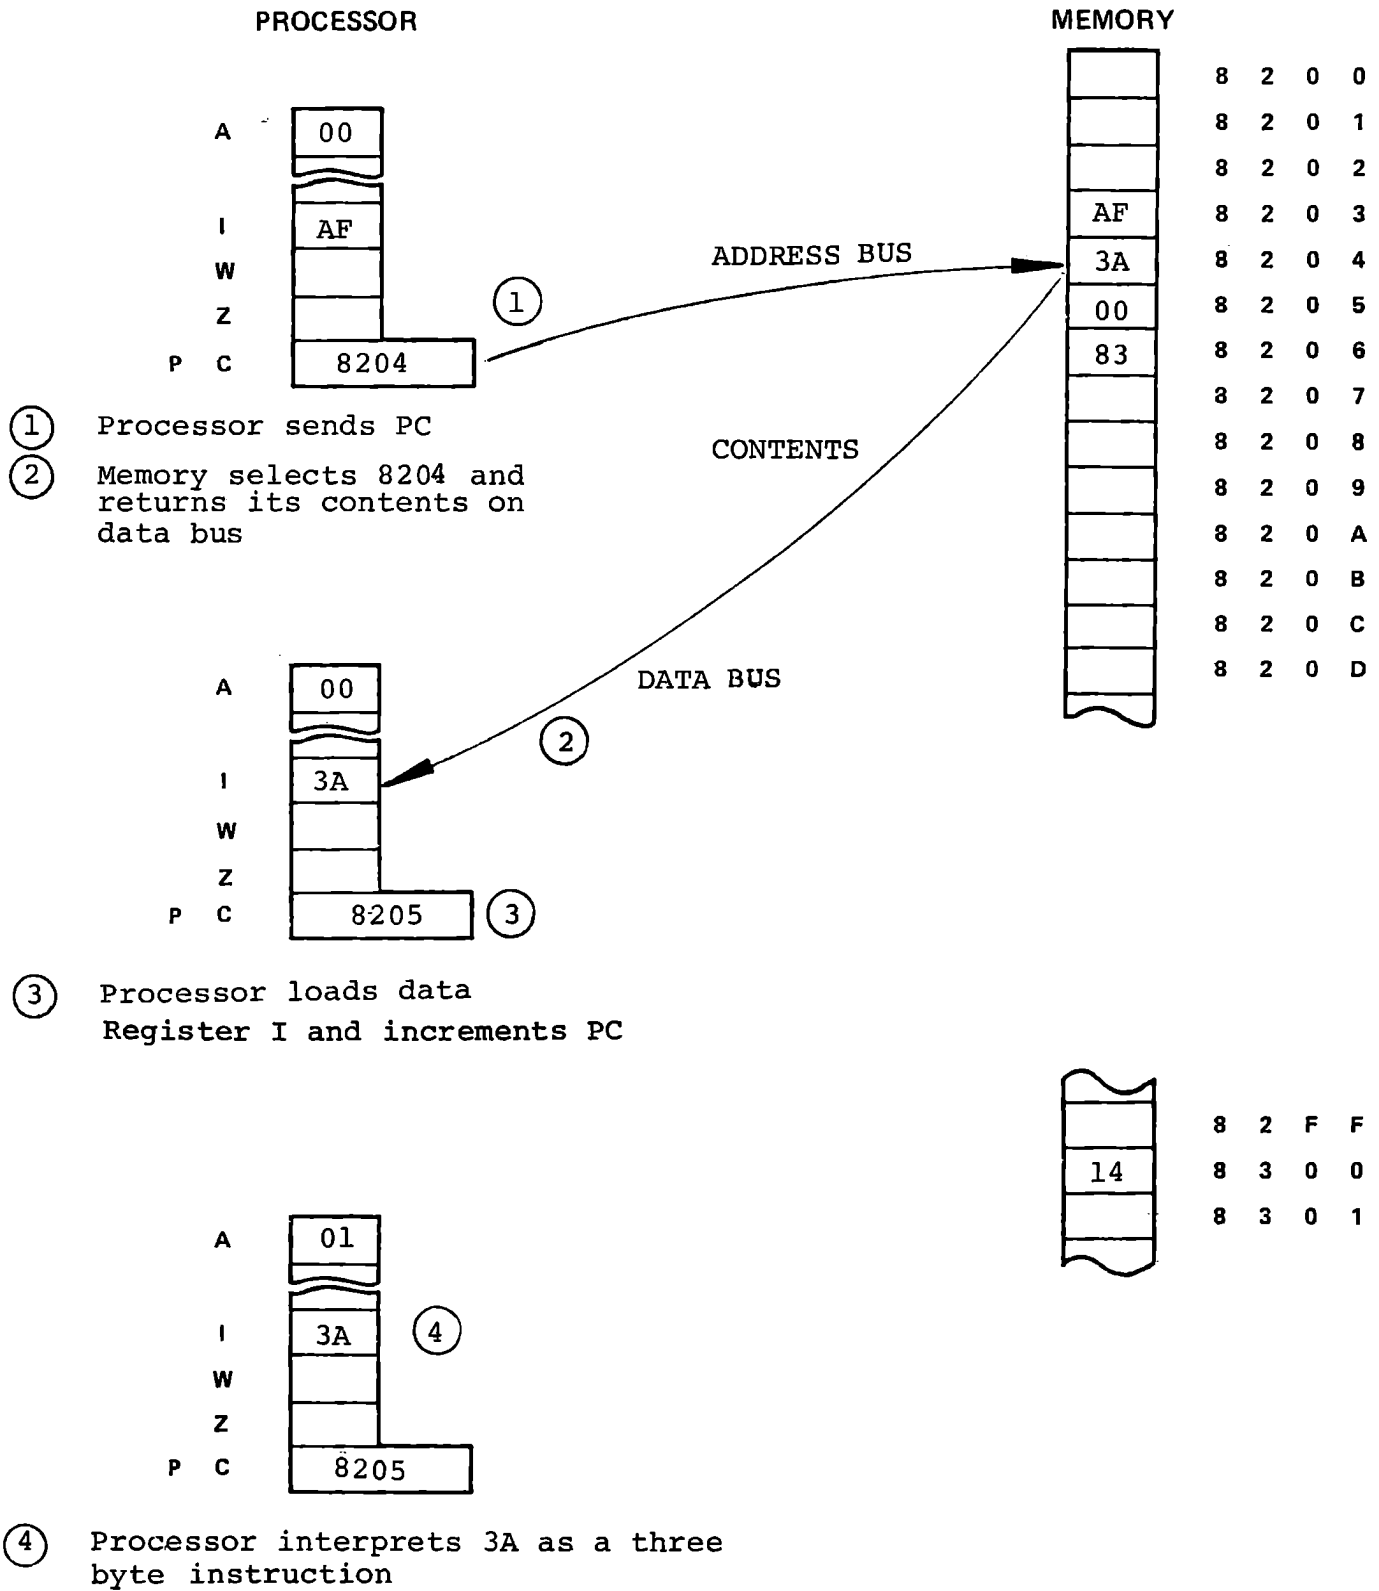 PROCESSOR
MEMORY
A 00
I AF
W
Z
P C 8204
1
ADDRESS BUS
8 2 0 0
8 2 0 1
8 2 0 2
AF 8 2 0 3
3A 8 2 0 4
00 8 2 0 5
83 8 2 0 6
8 2 0 7
8 2 0 8
8 2 0 9
8 2 0 A
8 2 0 B
8 2 0 C
8 2 0 D
1 Processor sends PC
2 Memory selects 8204 and
returns its contents on
data bus
CONTENTS
DATA BUS
2
A 00
I 3A
W
Z
P C 8205 3
3 Processor loads data
Register I and increments PC
8 2 F F
14 8 3 0 0
8 3 0 1
A 01
I 3A 4
W
Z
P C 8205
4 Processor interprets 3A as a three
byte instruction